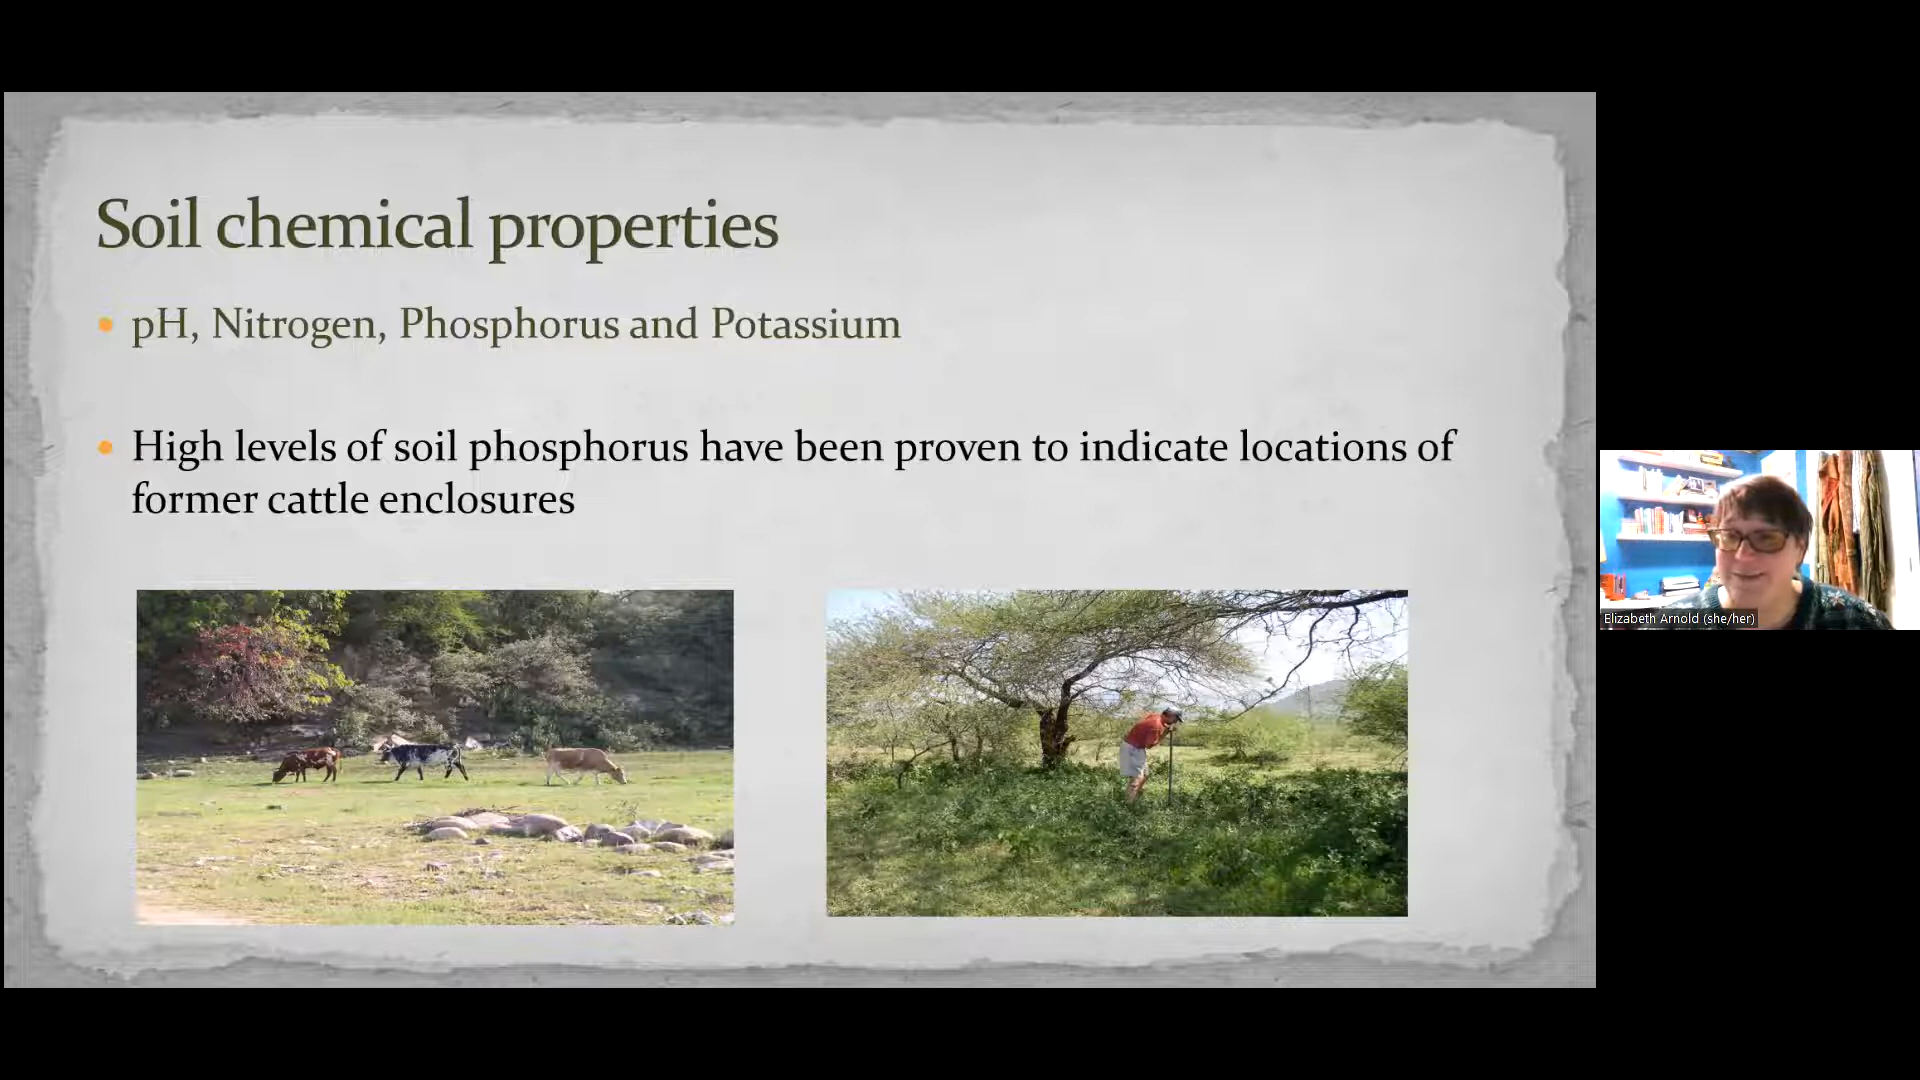 Soil chemical properties
pH, Nitrogen, Phosphorus and Potassium
High levels of soil phosphorus have been proven to indicate locations of
former cattle enclosures
Elizabeth Arnold (she/her)